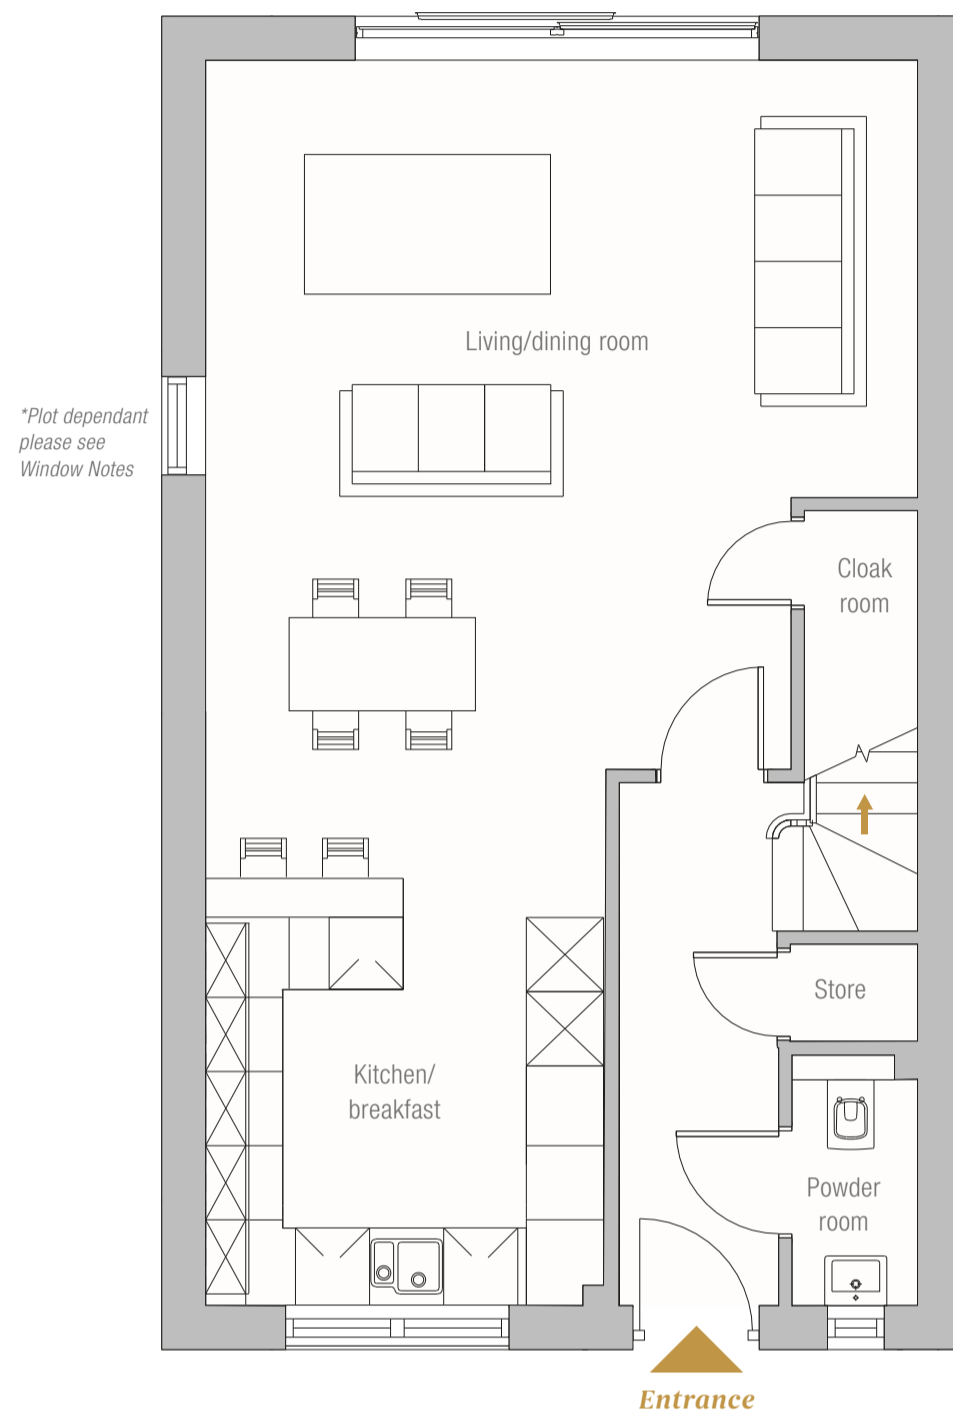 Living/dining room
*Plot dependant
please see
Window Notes
Cloak
room
Store
Kitchen/
breakfast
Powder
room
Entrance